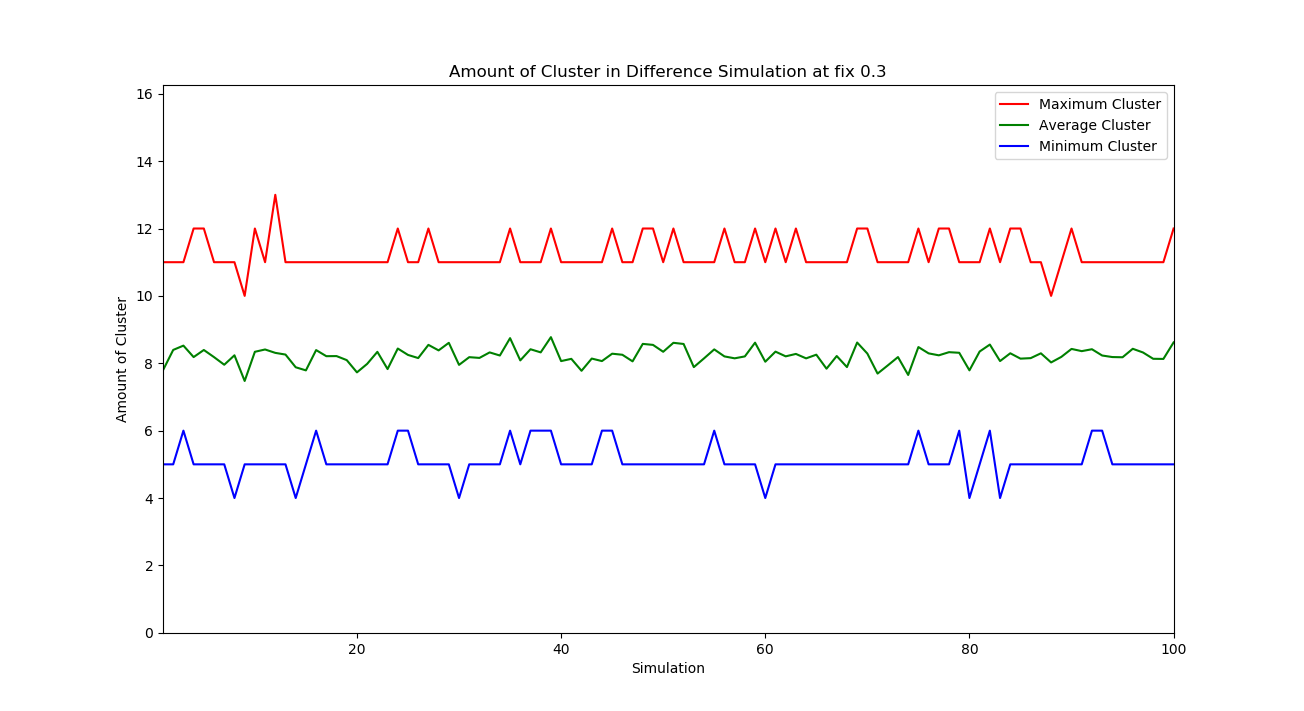 Amount of Cluster in Difference Simulation at fix 0.3
Maximum Cluster
Average Cluster
Minimum Cluster
Amount of Cluster
16
14
12
10
8
6
4
2
0
20
40
60
80
100
Simulation